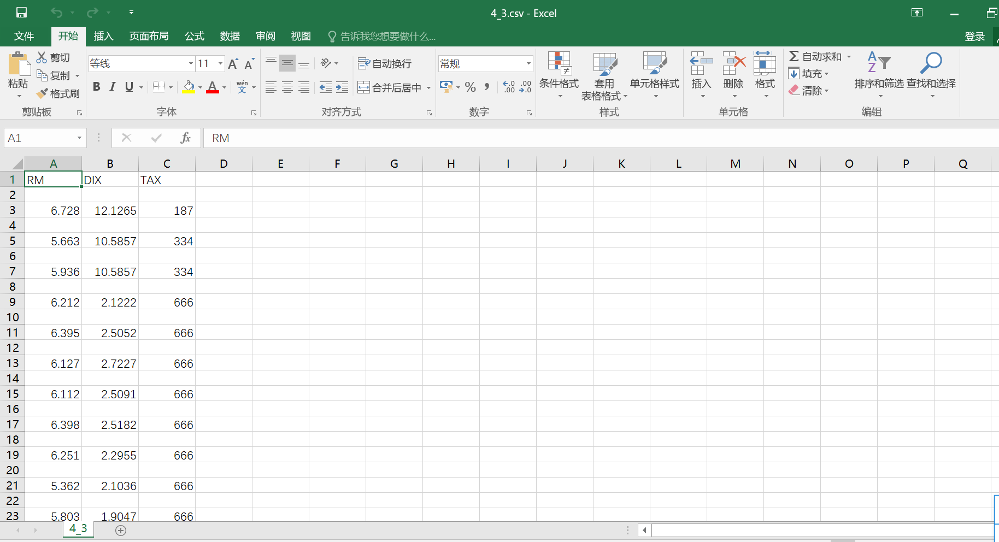 4_3.csv - Excel
文件 开始 插入 页面布局 公式 数据 审阅 视图 告诉我您想要做什么... 登录
粘贴 剪切 复制 格式刷
等线 11 A A 自动换行 常规
B I U A wén 文 合并后居中 % , .0 .00 .00 .0
条件格式 套用 表格格式 单元格样式 插入 删除 格式
Σ 自动求和 填充 清除 A Z 排序和筛选 查找和选择
剪贴板 字体 对齐方式 数字 样式 单元格 编辑
A1 fx RM
A B C D E F G H I J K L M N O P Q
1 RM DIX TAX
2
3 6.728 12.1265 187
4
5 5.663 10.5857 334
6
7 5.936 10.5857 334
8
9 6.212 2.1222 666
10
11 6.395 2.5052 666
12
13 6.127 2.7227 666
14
15 6.112 2.5091 666
16
17 6.398 2.5182 666
18
19 6.251 2.2955 666
20
21 5.362 2.1036 666
22
23 5.803 1.9047 666
4_3